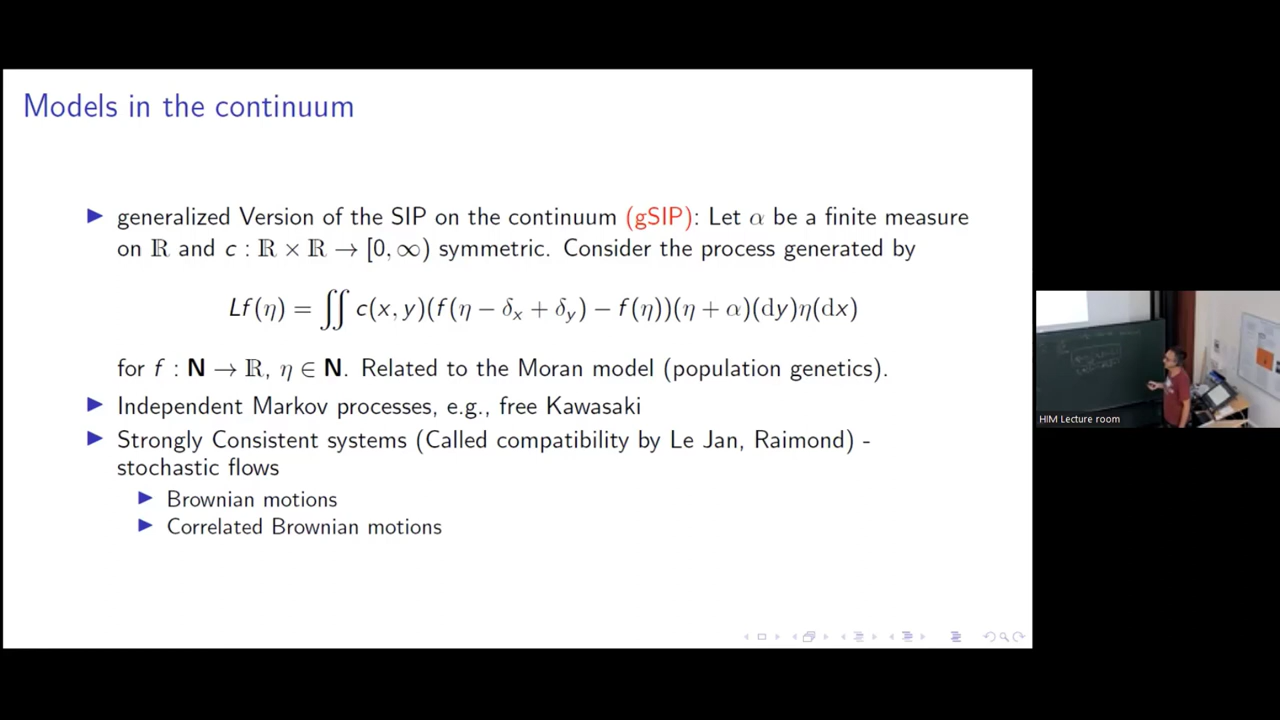 Models in the continuum
▶ generalized Version of the SIP on the continuum (gSIP): Let α be a finite measure
on ℝ and c : ℝ × ℝ → [0, ∞) symmetric. Consider the process generated by
Lf(η) = ∬ c(x, y)(f(η − δₓ + δ_y) − f(η))(η + α)(dy)η(dx)
for f : N → ℝ, η ∈ N. Related to the Moran model (population genetics).
▶ Independent Markov processes, e.g., free Kawasaki
▶ Strongly Consistent systems (Called compatibility by Le Jan, Raimond) -
stochastic flows
▶ Brownian motions
▶ Correlated Brownian motions
HIM Lecture room